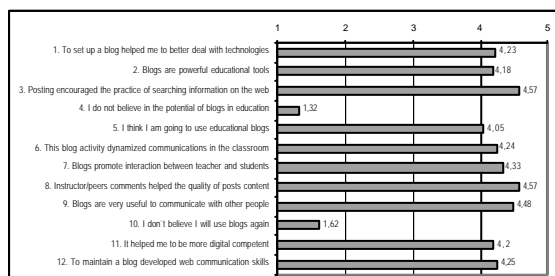 1 2 3 4 5
1. To set up a blog helped me to better deal with technologies 4,23
2. Blogs are powerful educational tools 4,18
3. Posting encouraged the practice of searching information on the web 4,57
4. I do not believe in the potential of blogs in education 1,32
5. I think I am going to use educational blogs 4,05
6. This blog activity dynamized communications in the classroom 4,24
7. Blogs promote interaction between teacher and students 4,33
8. Instructor/peers comments helped the quality of posts content 4,57
9. Blogs are very useful to communicate with other people 4,48
10. I don´t believe I will use blogs again 1,62
11. It helped me to be more digital competent 4,2
12. To maintain a blog developed web communication skills 4,25